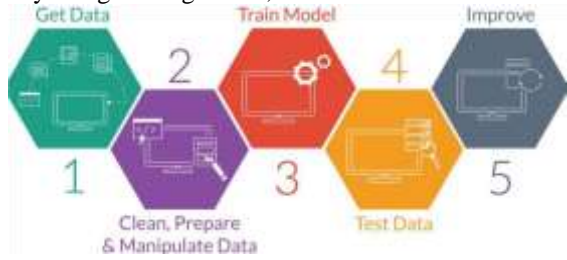 Get Data
Train Model
Improve
2
4
1
3
5
Clean, Prepare
& Manipulate Data
Test Data